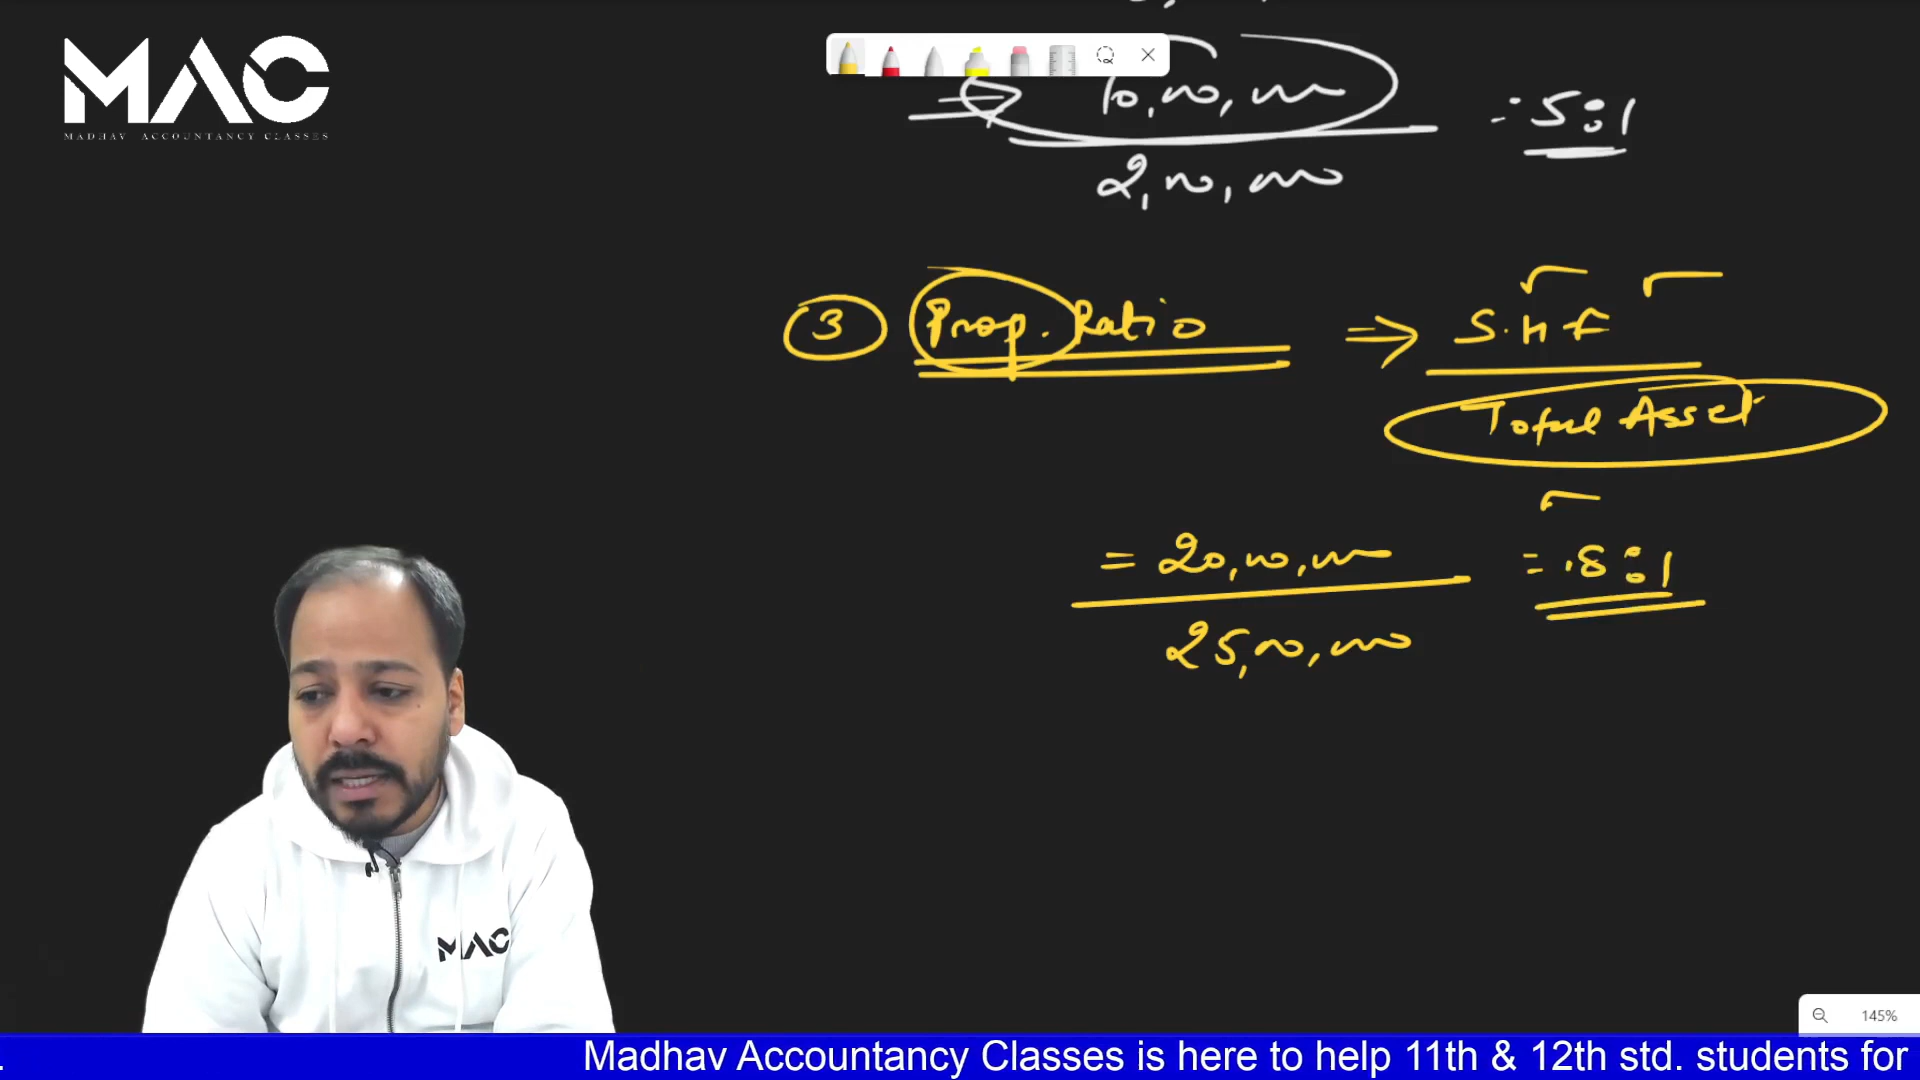 MAC
MADHAV ACCOUNTANCY CLASSES
⇒ 10,00,000 = 5:1
2,00,000
③ Prop. Ratio ⇒ S.H.F
Total Asset
= 20,00,000 = .8:1
25,00,000
MAC
145%
Madhav Accountancy Classes is here to help 11th & 12th std. students for